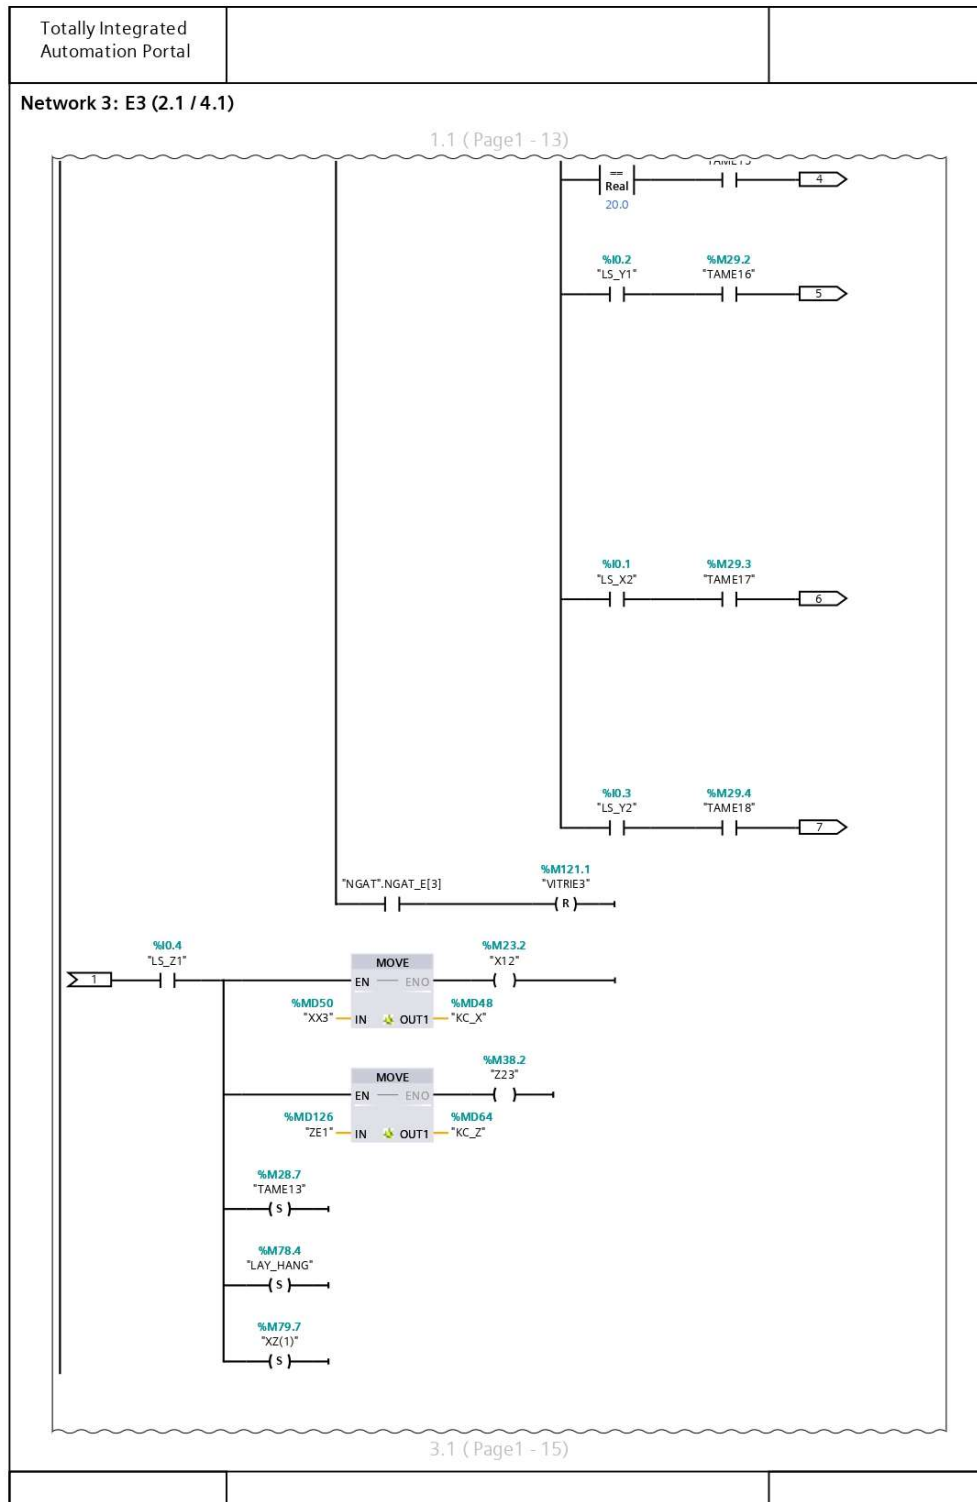 Totally Integrated
Automation Portal
Network 3: E3 (2.1 / 4.1)
1.1 ( Page1 - 13)
==
Real
20.0
4
%I0.2
"LS_Y1"
%M29.2
"TAME16"
5
%I0.1
"LS_X2"
%M29.3
"TAME17"
6
%I0.3
"LS_Y2"
%M29.4
"TAME18"
7
"NGAT".NGAT_E[3]
%M121.1
"VITRIE3"
R
1
%I0.4
"LS_Z1"
MOVE
EN ENO
%MD50
"XX3"
IN OUT1
%MD48
"KC_X"
%M23.2
"X12"
MOVE
EN ENO
%MD126
"ZE1"
IN OUT1
%MD64
"KC_Z"
%M38.2
"Z23"
%M28.7
"TAME13"
S
%M78.4
"LAY_HANG"
S
%M79.7
"XZ(1)"
S
3.1 ( Page1 - 15)